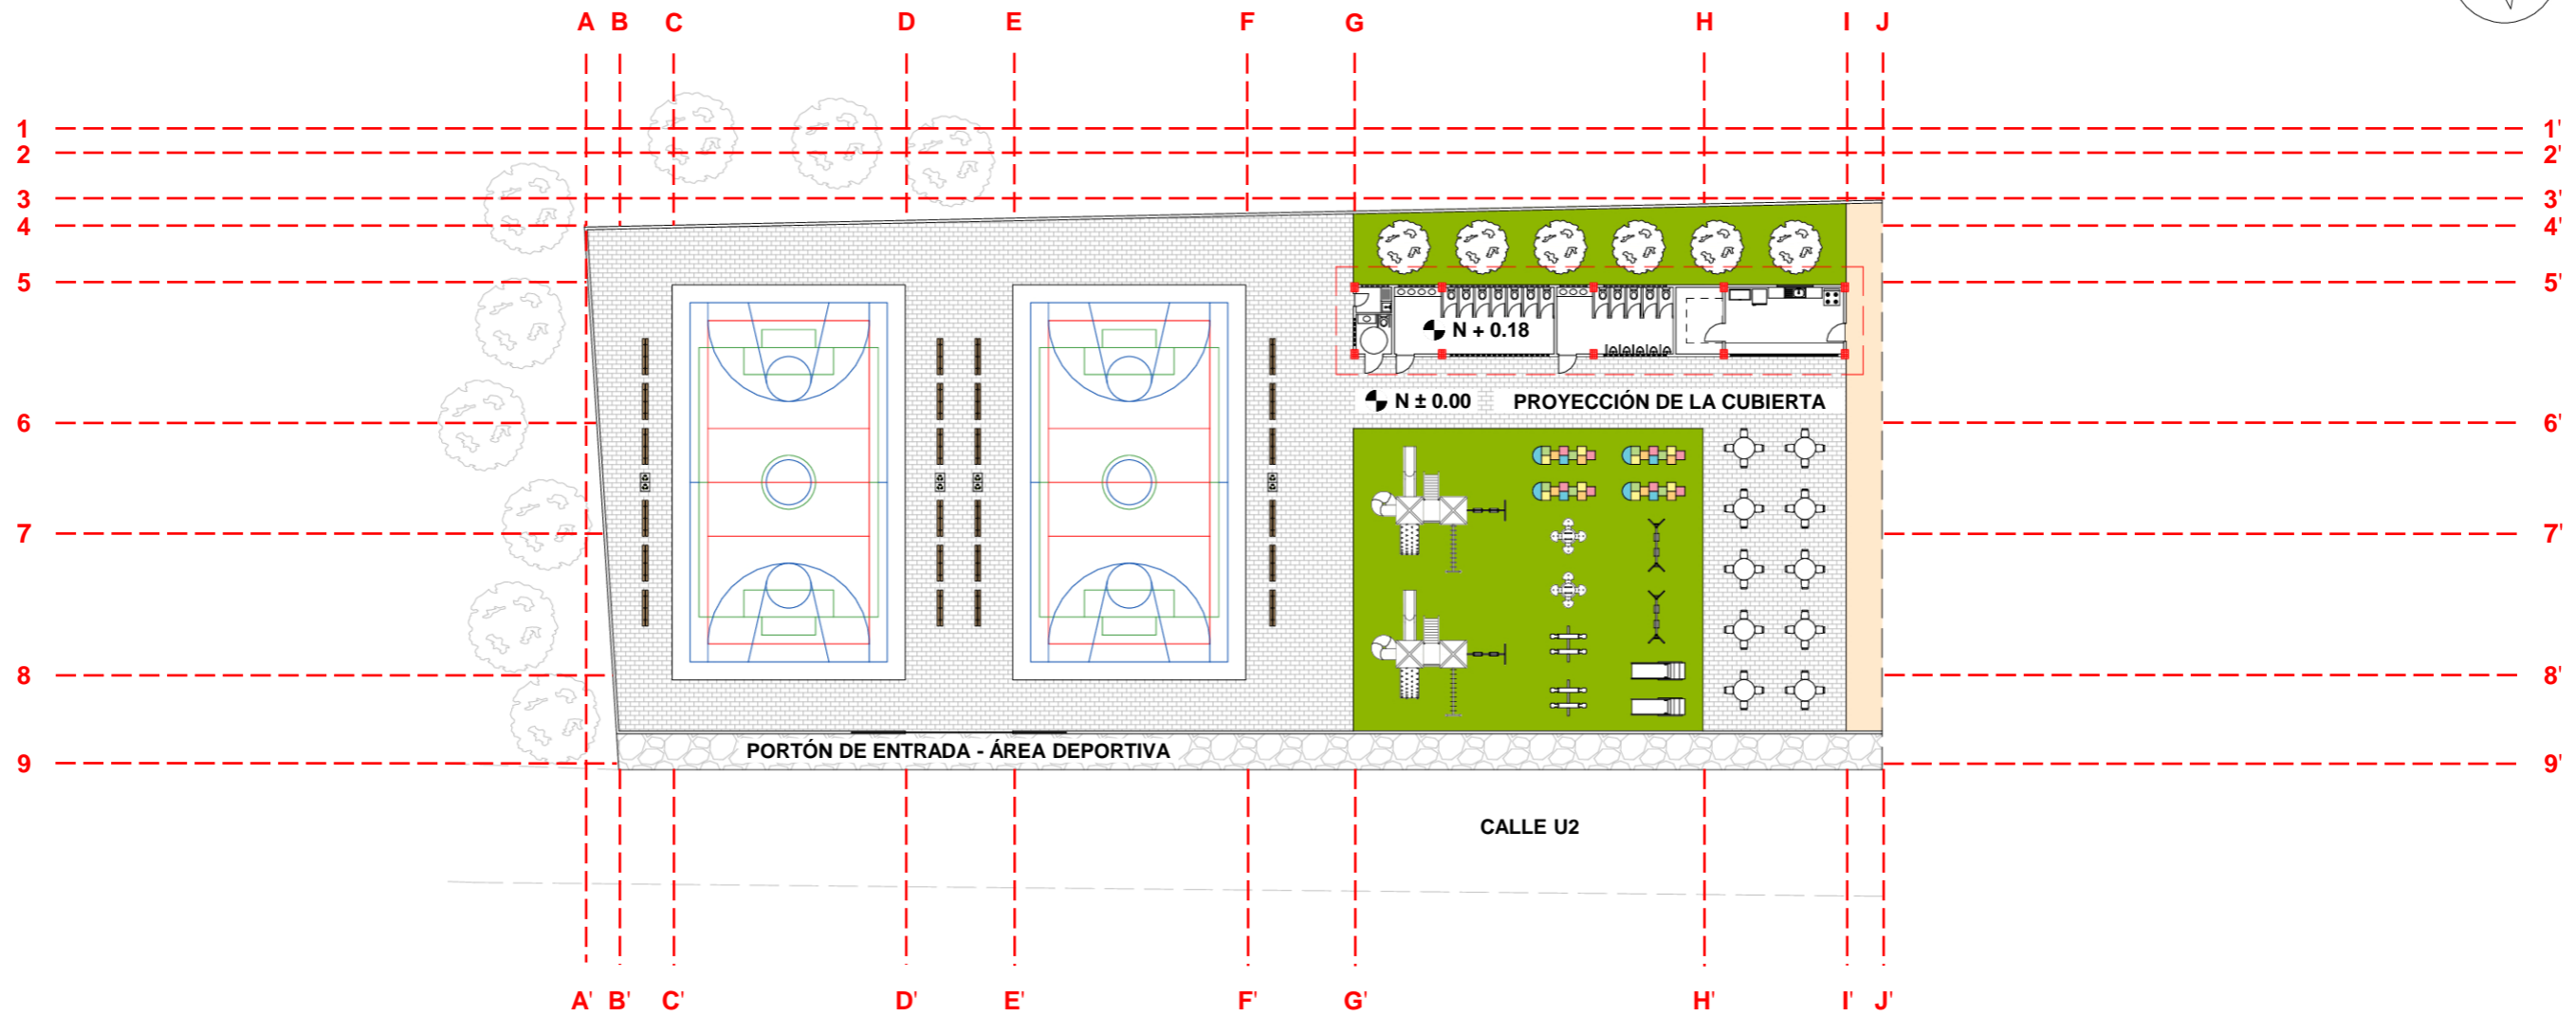 A B C D E F G H I J
1 1'
2 2'
3 3'
4 4'
5 5'
N + 0.18
N ± 0.00 PROYECCIÓN DE LA CUBIERTA
6 6'
7 7'
8 8'
PORTÓN DE ENTRADA - ÁREA DEPORTIVA
9 9'
CALLE U2
A' B' C' D' E' F' G' H' I' J'